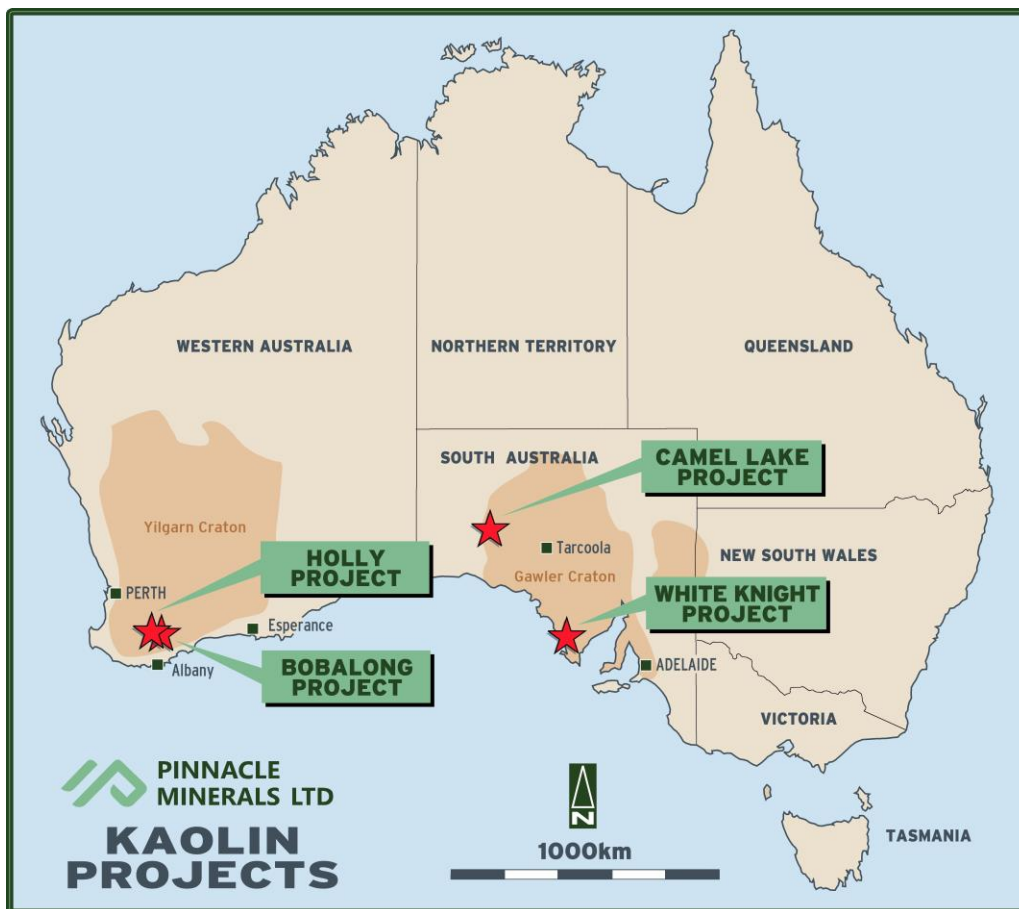 WESTERN AUSTRALIA
NORTHERN TERRITORY
QUEENSLAND
SOUTH AUSTRALIA
CAMEL LAKE
PROJECT
Yilgarn Craton
Tarcoola
NEW SOUTH WALES
HOLLY
PROJECT
Gawler Craton
WHITE KNIGHT
PROJECT
PERTH
Esperance
Albany
BOBALONG
PROJECT
ADELAIDE
VICTORIA
PINNACLE
MINERALS LTD
KAOLIN
PROJECTS
N
1000km
TASMANIA